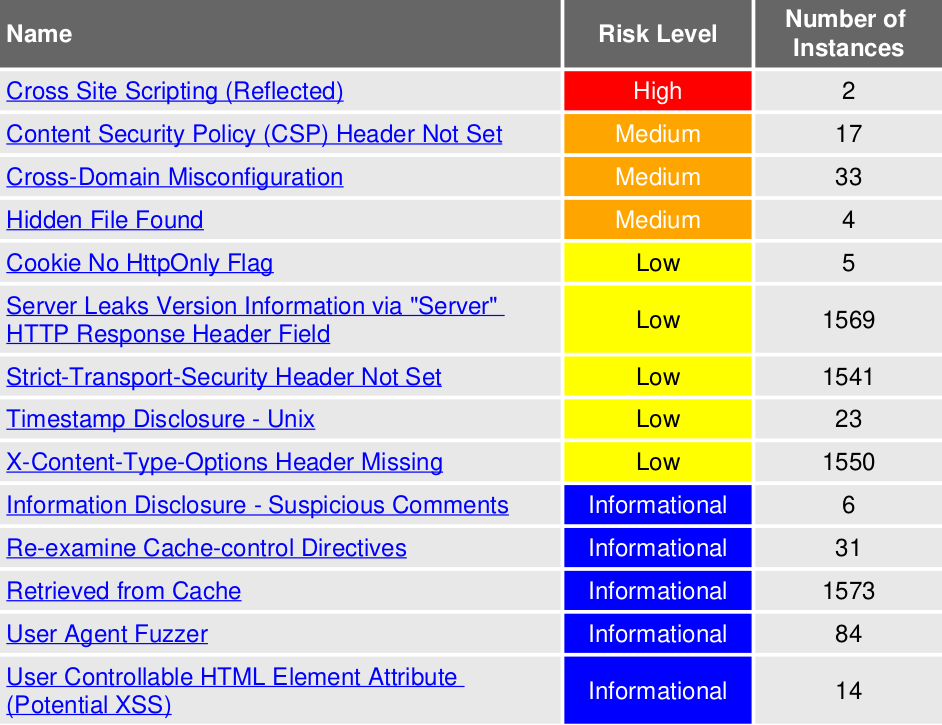 Name Risk Level Number of
Instances
Cross Site Scripting (Reflected) High 2
Content Security Policy (CSP) Header Not Set Medium 17
Cross-Domain Misconfiguration Medium 33
Hidden File Found Medium 4
Cookie No HttpOnly Flag Low 5
Server Leaks Version Information via "Server"
HTTP Response Header Field Low 1569
Strict-Transport-Security Header Not Set Low 1541
Timestamp Disclosure - Unix Low 23
X-Content-Type-Options Header Missing Low 1550
Information Disclosure - Suspicious Comments Informational 6
Re-examine Cache-control Directives Informational 31
Retrieved from Cache Informational 1573
User Agent Fuzzer Informational 84
User Controllable HTML Element Attribute
(Potential XSS) Informational 14